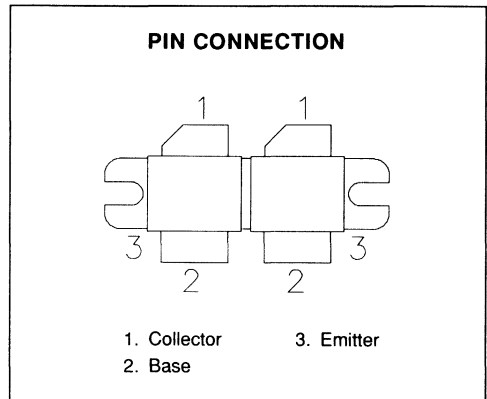 PIN CONNECTION
1 1
3 3
2 2
1. Collector 3. Emitter
2. Base